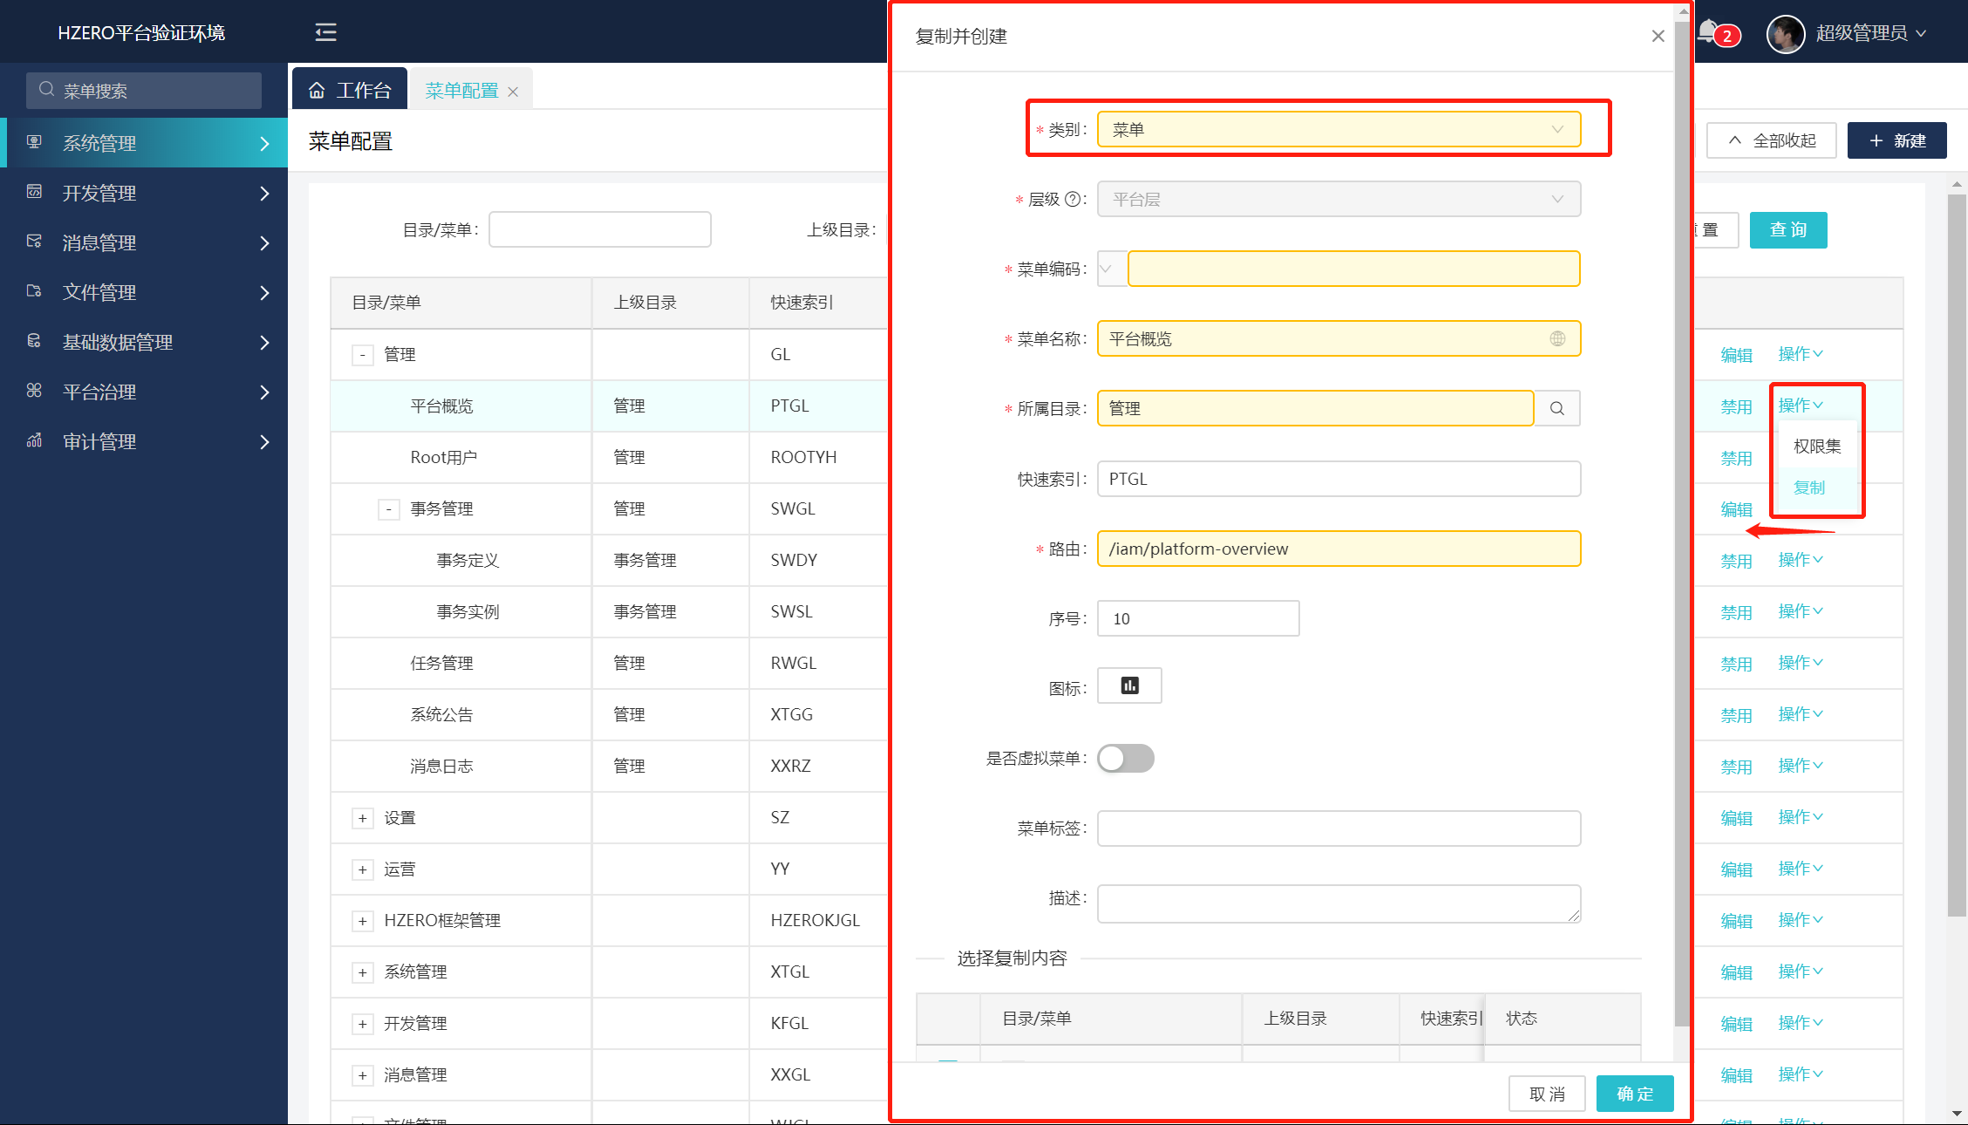 HZERO平台验证环境
2
超级管理员
菜单搜索
系统管理
开发管理
消息管理
文件管理
基础数据管理
平台治理
审计管理
工作台
菜单配置
菜单配置
全部收起
新建
目录/菜单:
上级目录:
置
查询
目录/菜单 上级目录 快速索引
管理 GL 编辑 操作
平台概览 管理 PTGL 禁用 操作
权限集
复制
Root用户 管理 ROOTYH 禁用
事务管理 管理 SWGL 编辑
事务定义 事务管理 SWDY 禁用 操作
事务实例 事务管理 SWSL 禁用 操作
任务管理 管理 RWGL 禁用 操作
系统公告 管理 XTGG 禁用 操作
消息日志 管理 XXRZ 禁用 操作
设置 SZ 编辑 操作
运营 YY 编辑 操作
HZERO框架管理 HZEROKJGL 编辑 操作
系统管理 XTGL 编辑 操作
开发管理 KFGL 编辑 操作
消息管理 XXGL 编辑 操作
复制并创建
* 类别: 菜单
* 层级 ?: 平台层
* 菜单编码:
* 菜单名称: 平台概览
* 所属目录: 管理
快速索引: PTGL
* 路由: /iam/platform-overview
序号: 10
图标:
是否虚拟菜单:
菜单标签:
描述:
选择复制内容
目录/菜单 上级目录 快速索引 状态
取消
确定